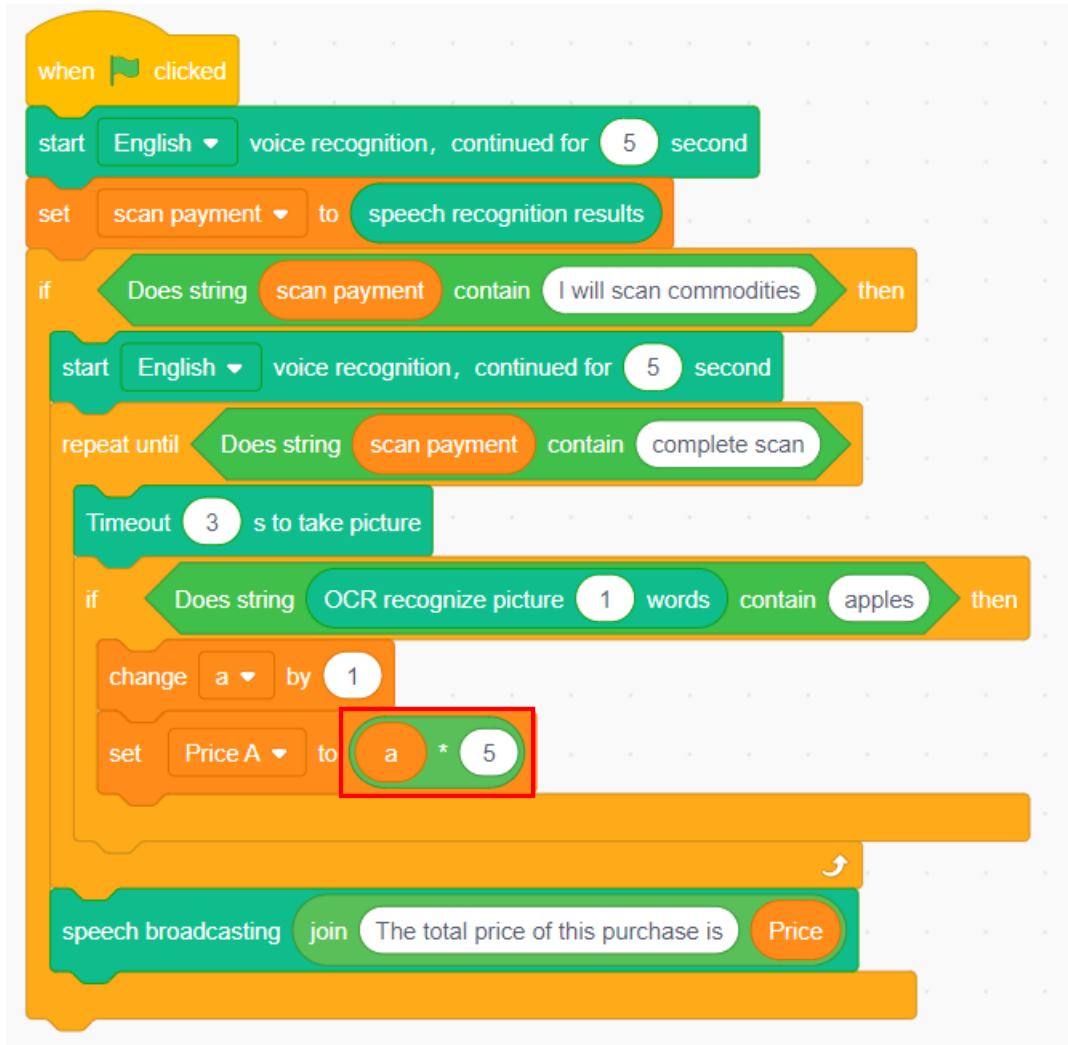 when clicked
start English voice recognition, continued for 5 second
set scan payment to speech recognition results
if Does string scan payment contain I will scan commodities then
start English voice recognition, continued for 5 second
repeat until Does string scan payment contain complete scan
Timeout 3 s to take picture
if Does string OCR recognize picture 1 words contain apples then
change a by 1
set Price A to a * 5
speech broadcasting join The total price of this purchase is Price